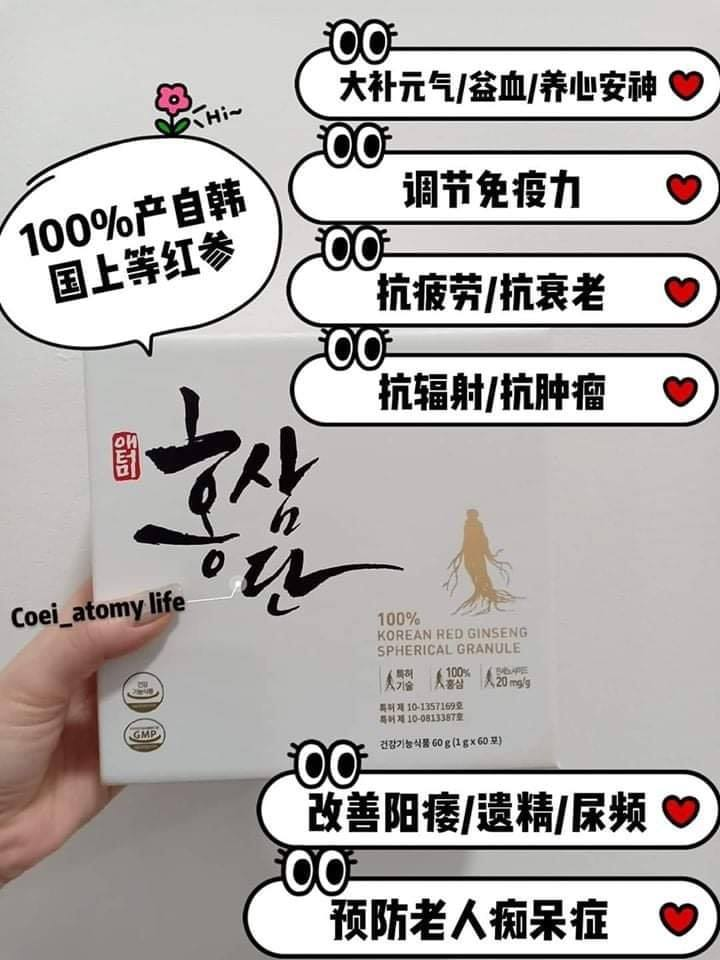 大补元气/益血/养心安神
Hi~
调节免疫力
100%产自韩
国上等红参
抗疲劳/抗衰老
抗辐射/抗肿瘤
애터미
홍삼단
Coei_atomy life
100%
KOREAN RED GINSENG
SPHERICAL GRANULE
특허
기술
100%
홍삼
진세노사이드
20 mg/g
특허 제 10-1357169호
특허 제 10-0813387호
건강
기능식품
GMP
건강기능식품 60 g (1 g x 60 포)
改善阳痿/遗精/尿频
预防老人痴呆症